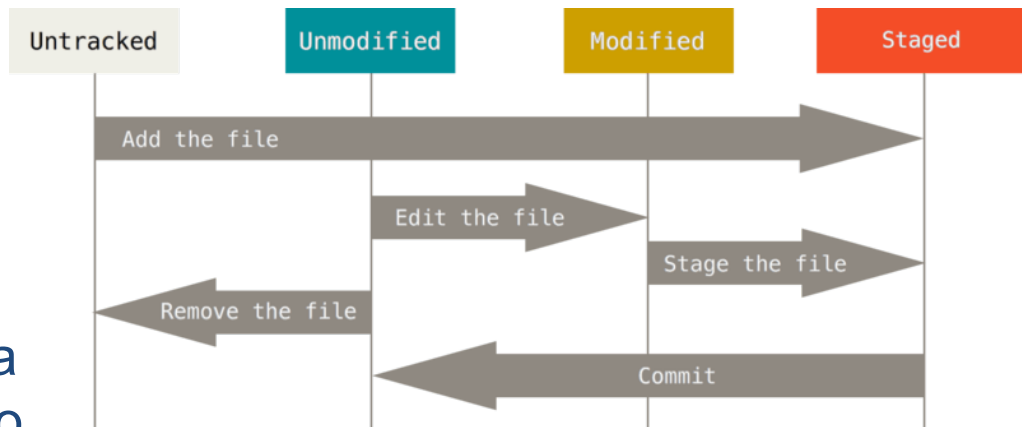 Untracked
Unmodified
Modified
Staged
Add the file
Edit the file
Stage the file
Remove the file
Commit
a